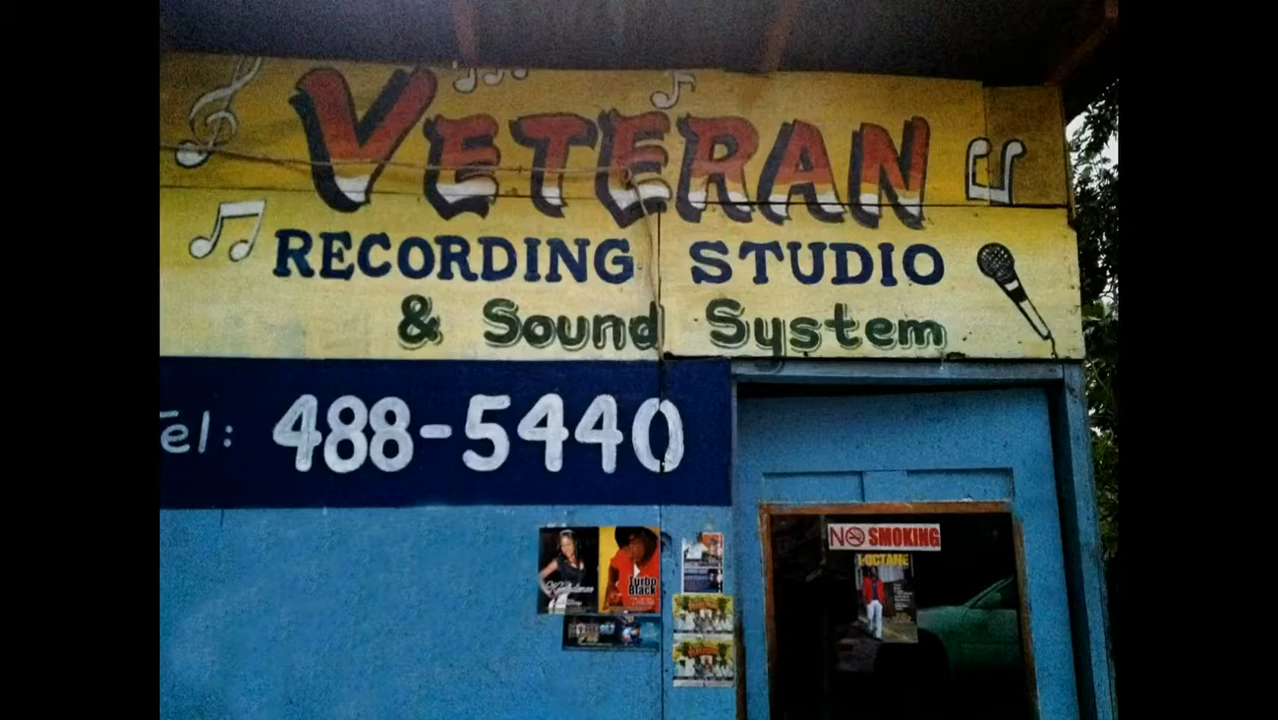 VETERAN
RECORDING STUDIO
& Sound System
Tel: 488-5440
NO SMOKING
I-OCTANE
Turbo
Black